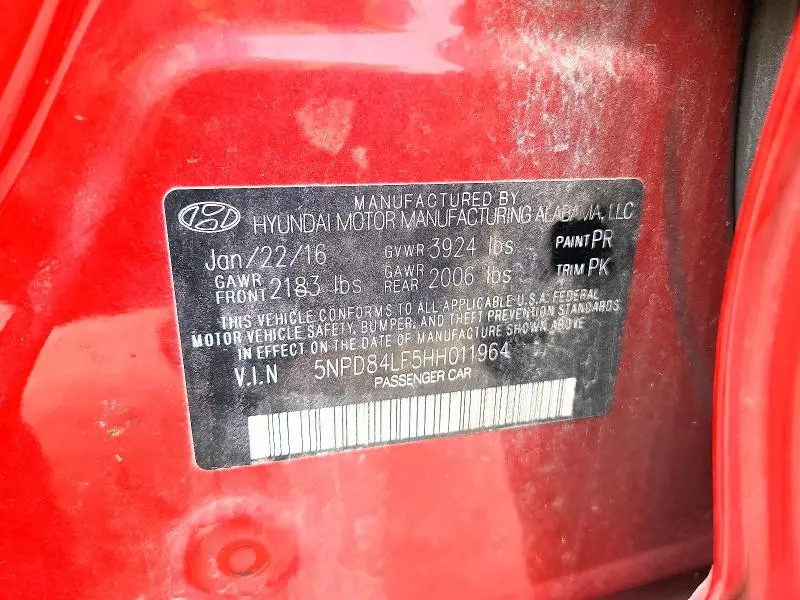 MANUFACTURED BY
HYUNDAI MOTOR MANUFACTURING ALABAMA, LLC
Jan/22/16 GVWR 3924 lbs PAINT PR
GAWR FRONT 2183 lbs GAWR REAR 2006 lbs TRIM PK
THIS VEHICLE CONFORMS TO ALL APPLICABLE U.S.A. FEDERAL
MOTOR VEHICLE SAFETY, BUMPER, AND THEFT PREVENTION STANDARDS
IN EFFECT ON THE DATE OF MANUFACTURE SHOWN ABOVE
V.I.N 5NPD84LF5HH011964
PASSENGER CAR